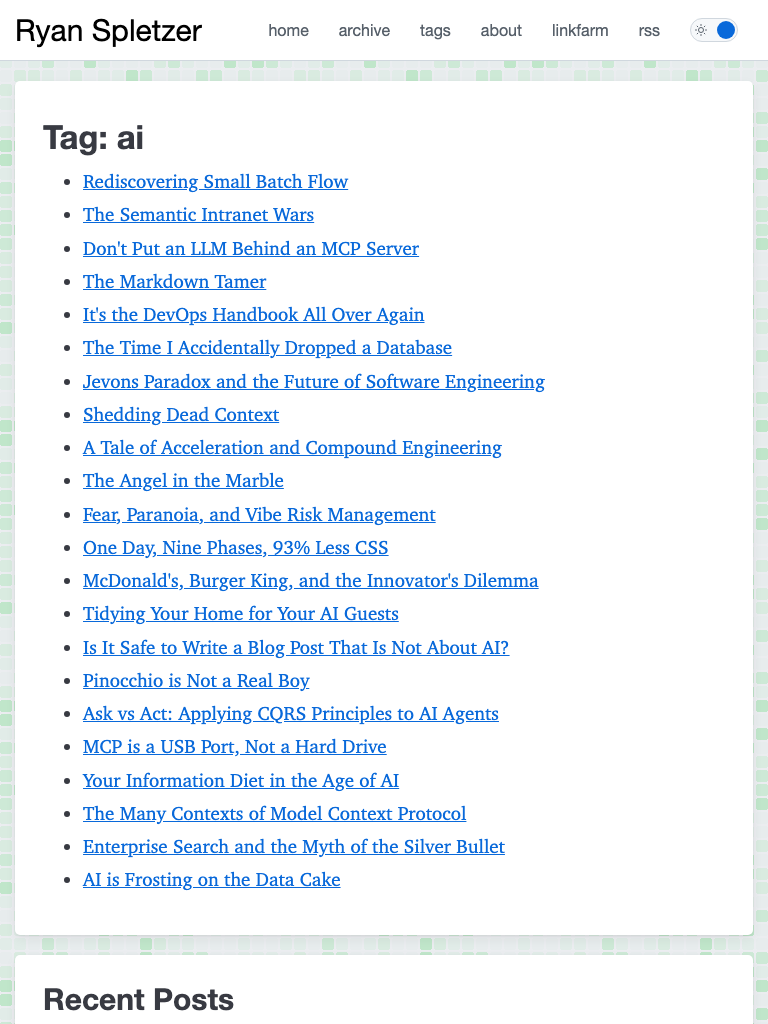 Ryan Spletzer
home archive tags about linkfarm rss
Tag: ai
Rediscovering Small Batch Flow
The Semantic Intranet Wars
Don't Put an LLM Behind an MCP Server
The Markdown Tamer
It's the DevOps Handbook All Over Again
The Time I Accidentally Dropped a Database
Jevons Paradox and the Future of Software Engineering
Shedding Dead Context
A Tale of Acceleration and Compound Engineering
The Angel in the Marble
Fear, Paranoia, and Vibe Risk Management
One Day, Nine Phases, 93% Less CSS
McDonald's, Burger King, and the Innovator's Dilemma
Tidying Your Home for Your AI Guests
Is It Safe to Write a Blog Post That Is Not About AI?
Pinocchio is Not a Real Boy
Ask vs Act: Applying CQRS Principles to AI Agents
MCP is a USB Port, Not a Hard Drive
Your Information Diet in the Age of AI
The Many Contexts of Model Context Protocol
Enterprise Search and the Myth of the Silver Bullet
AI is Frosting on the Data Cake
Recent Posts